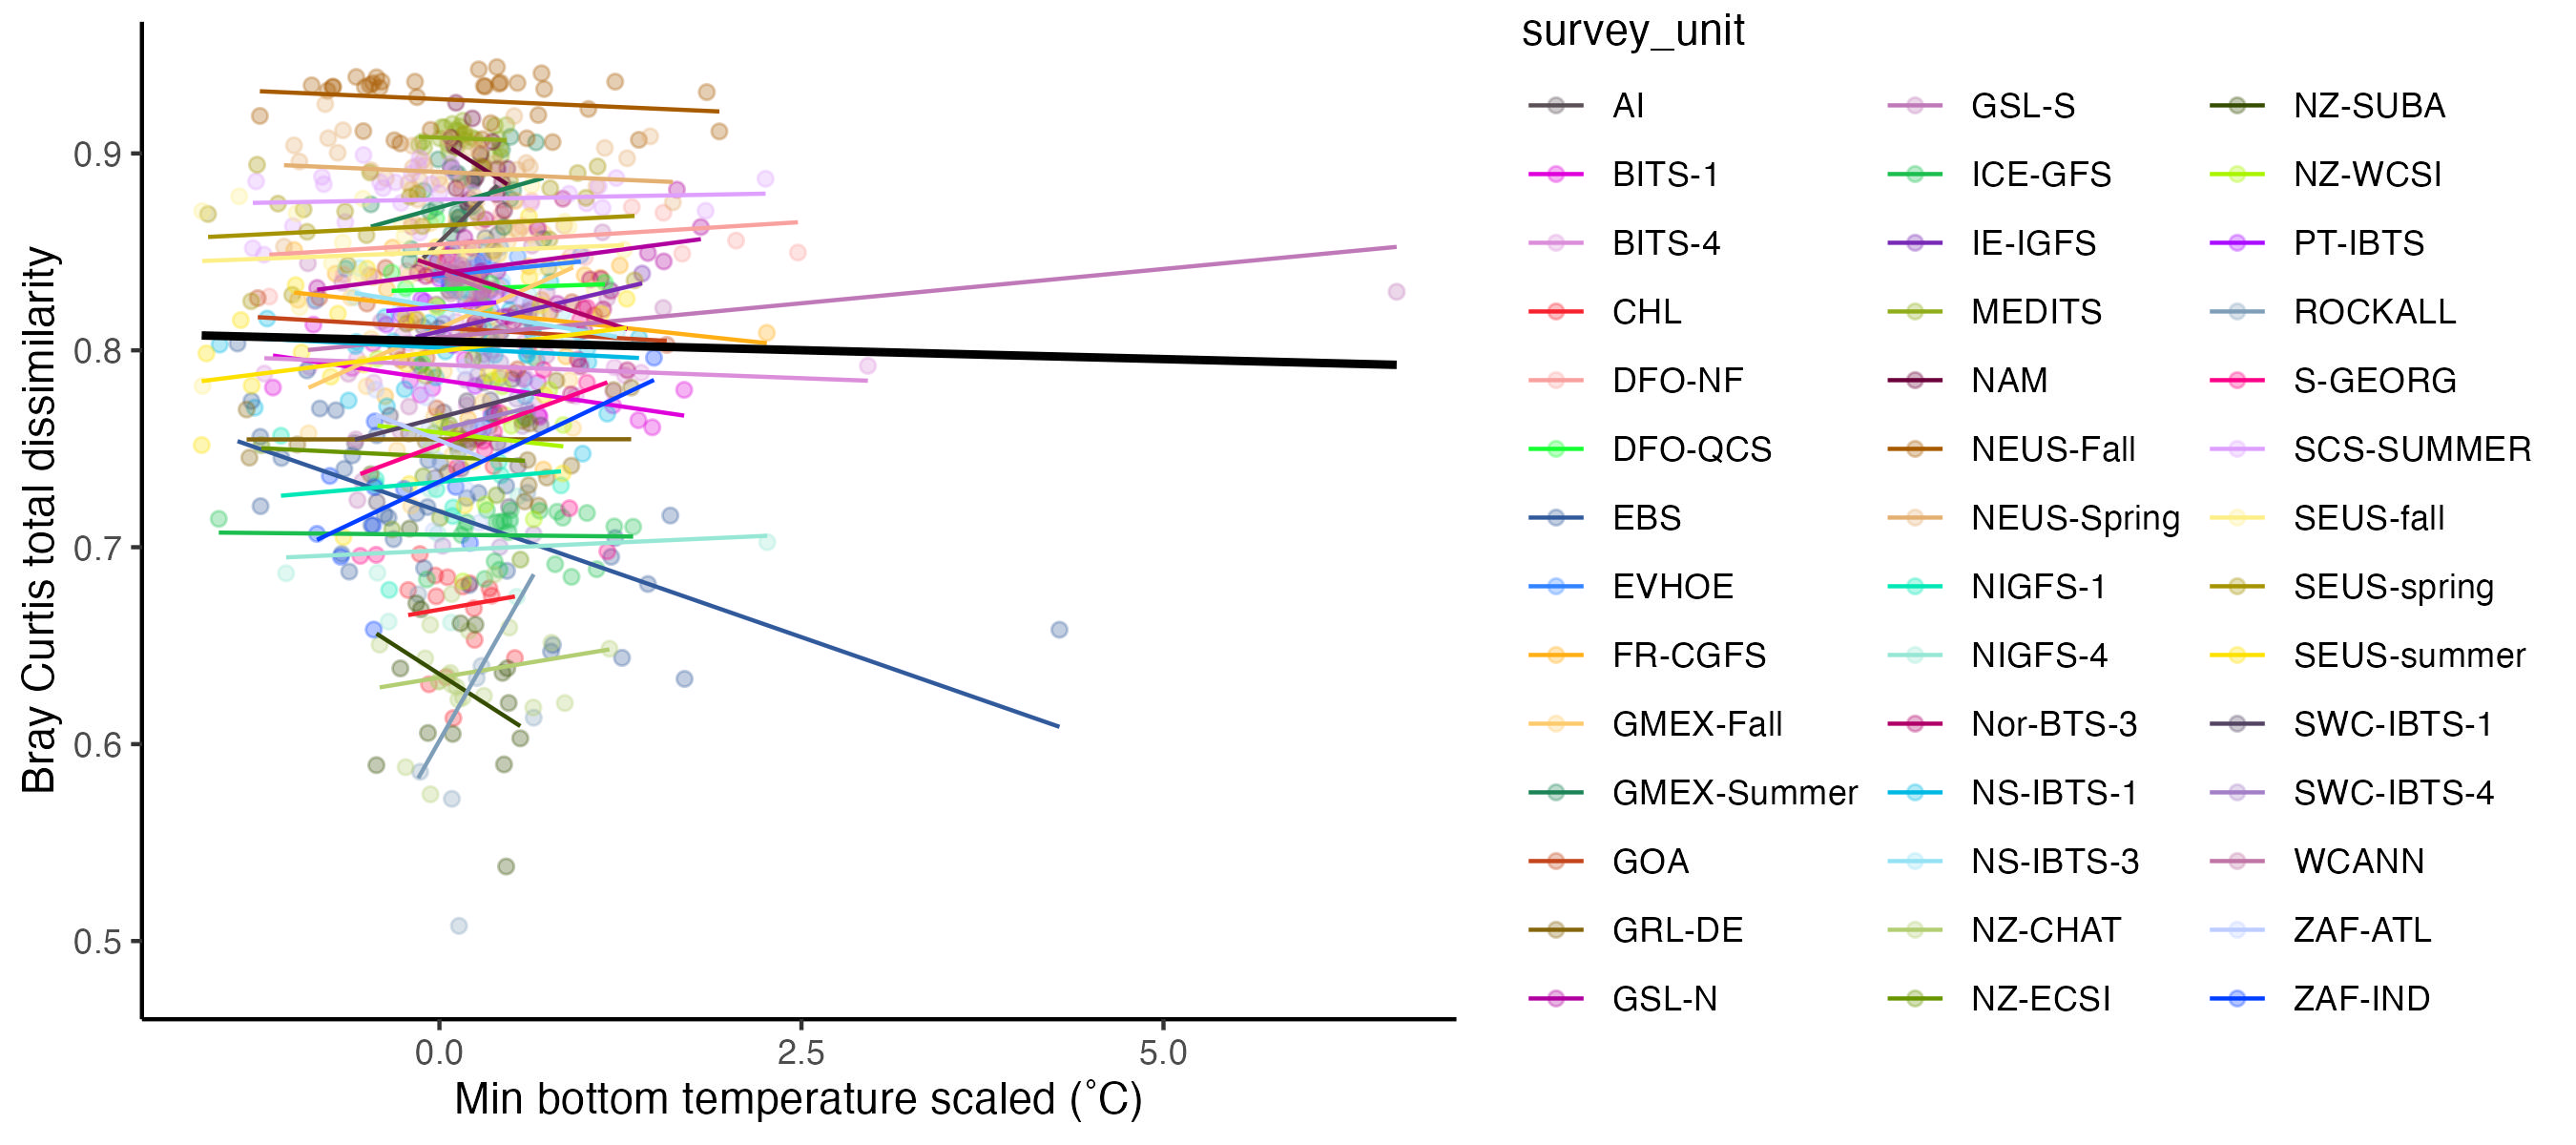 survey_unit
AI
BITS-1
BITS-4
CHL
DFO-NF
DFO-QCS
EBS
EVHOE
FR-CGFS
GMEX-Fall
GMEX-Summer
GOA
GRL-DE
GSL-N
GSL-S
ICE-GFS
IE-IGFS
MEDITS
NAM
NEUS-Fall
NEUS-Spring
NIGFS-1
NIGFS-4
Nor-BTS-3
NS-IBTS-1
NS-IBTS-3
NZ-CHAT
NZ-ECSI
NZ-SUBA
NZ-WCSI
PT-IBTS
ROCKALL
S-GEORG
SCS-SUMMER
SEUS-fall
SEUS-spring
SEUS-summer
SWC-IBTS-1
SWC-IBTS-4
WCANN
ZAF-ATL
ZAF-IND
Bray Curtis total dissimilarity
0.9
0.8
0.7
0.6
0.5
0.0
2.5
5.0
Min bottom temperature scaled (˚C)